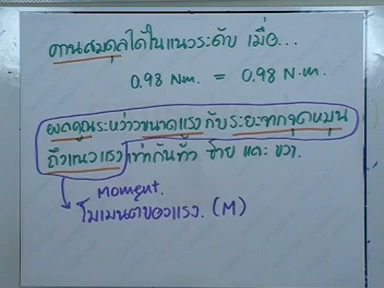 คานสมดุลได้ในแนวระดับ เมื่อ...
0.98 N.m. = 0.98 N.m.
ผลคูณระหว่างขนาดแรง กับระยะจากจุดหมุน
ถึงแนวแรง เท่ากันทั้ง ซ้าย และ ขวา.
Moment.
โมเมนต์ของแรง. (M)